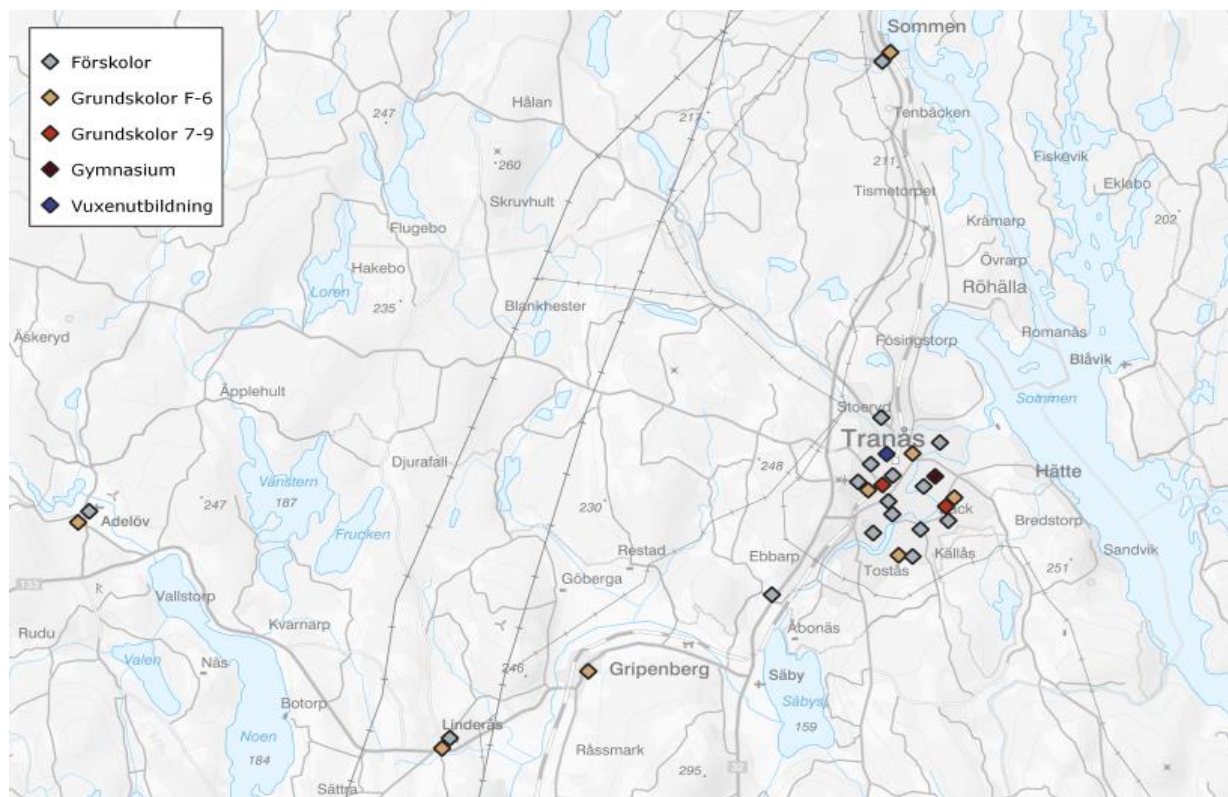 Förskolor
Grundskolor F-6
Grundskolor 7-9
Gymnasium
Vuxenutbildning
Sommen
Hålan
247
217
Tenbäcken
260
211
Fiskevik
Eklabo
Skruvhult
Tismetorpet
202
Flugebo
Krämarp
Hakebo
Övrarp
Loren
Röhälla
235
Blankhester
Äskeryd
Fösingstorp
Romanäs
Blåvik
Äpplehult
Sommen
Stoeryd
Tranås
Djurafall
248
Hätte
Vänstern
187
247
230
Adelöv
Bredstorp
Frucken
Restad
Ebbarp
Källås
Sandvik
133
Göberga
Tostås
251
Vallstorp
Kvarnarp
Åbonäs
Rudu
Valen
Näs
246
Gripenberg
Säby
Botorp
Linderås
Säbysj
159
Noen
184
Råssmark
Sättra
295
32